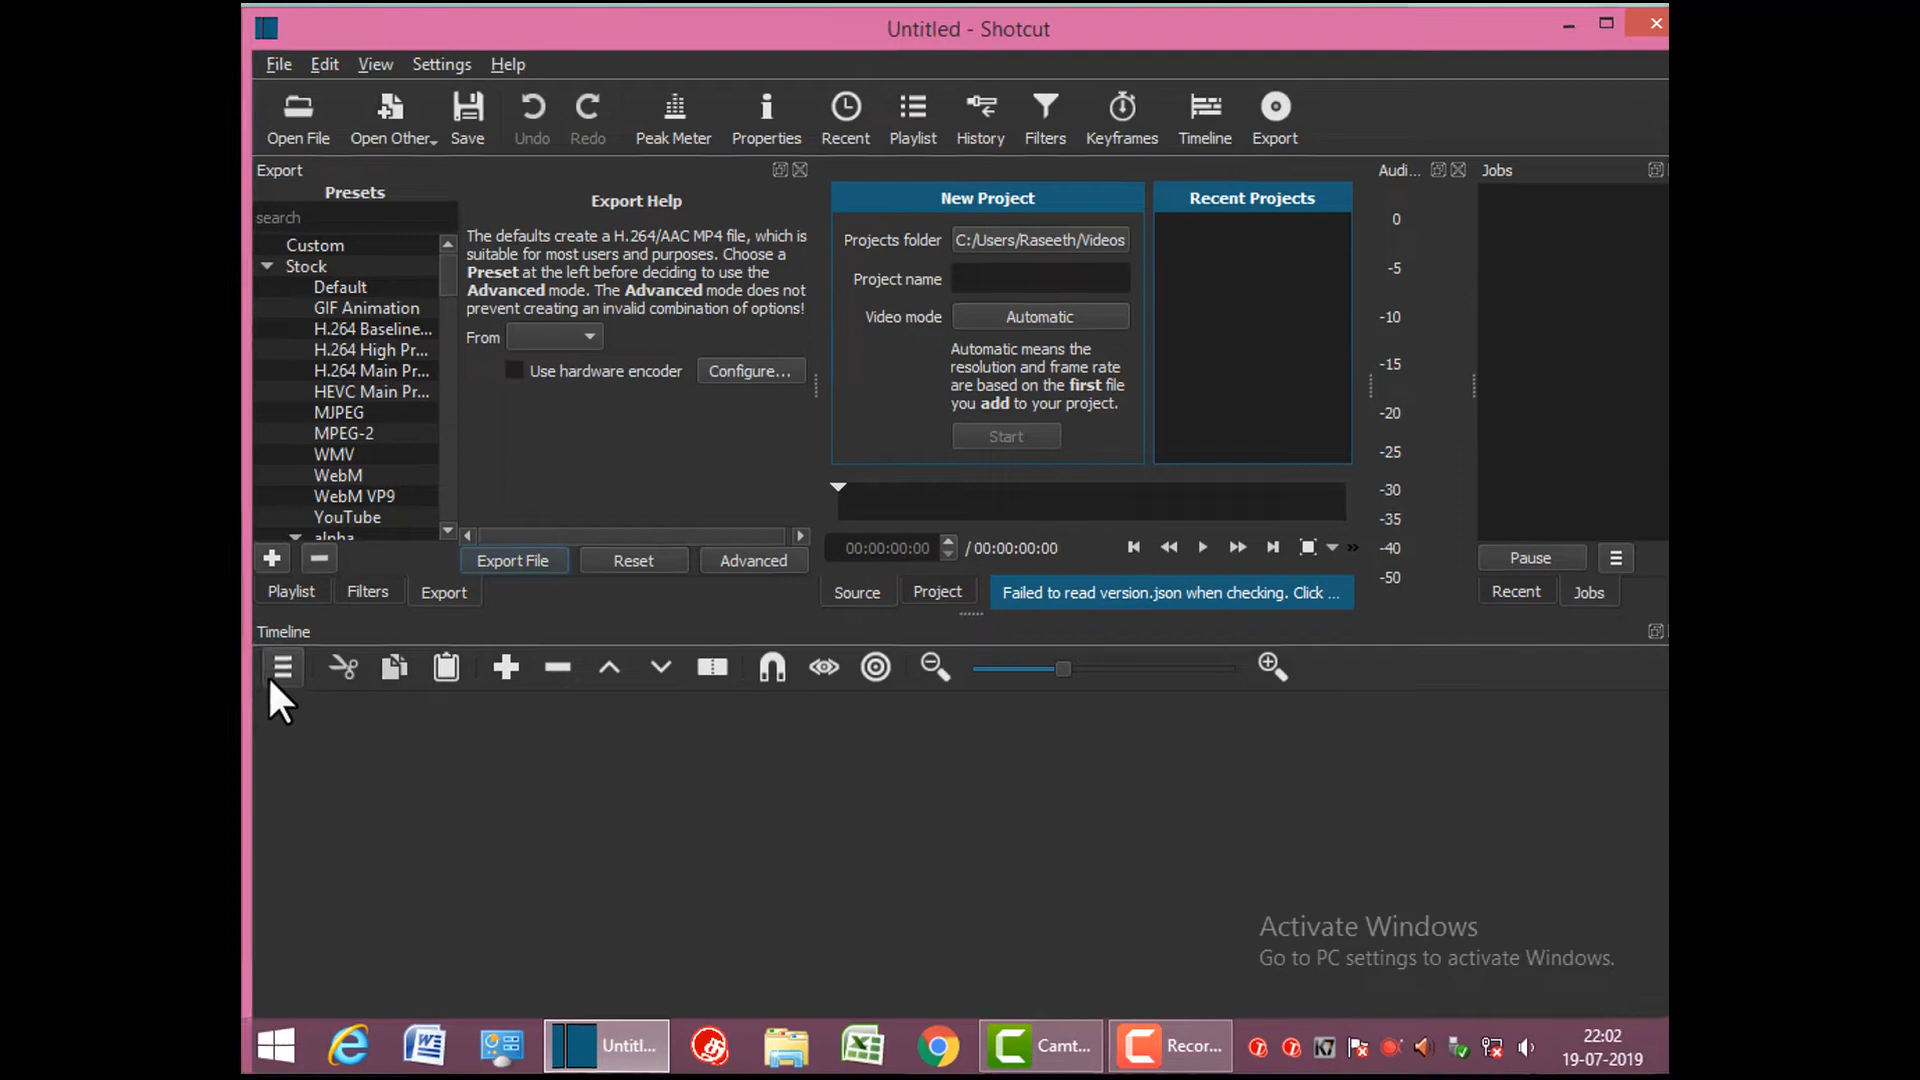 Untitled - Shotcut
File Edit View Settings Help
Open File Open Other... Save Undo Redo Peak Meter Properties Recent Playlist History Filters Keyframes Timeline Export
Export
Presets
search
Custom
Stock
Default
GIF Animation
H.264 Baseline...
H.264 High Pr...
H.264 Main Pr...
HEVC Main Pr...
MJPEG
MPEG-2
WMV
WebM
WebM VP9
YouTube
alpha
Export Help
The defaults create a H.264/AAC MP4 file, which is
suitable for most users and purposes. Choose a
Preset at the left before deciding to use the
Advanced mode. The Advanced mode does not
prevent creating an invalid combination of options!
From
Use hardware encoder Configure...
Export File Reset Advanced
Playlist Filters Export
New Project
Projects folder C:/Users/Raseeth/Videos
Project name
Video mode Automatic
Automatic means the
resolution and frame rate
are based on the first file
you add to your project.
Start
Recent Projects
00:00:00:00 / 00:00:00:00
Source Project Failed to read version.json when checking. Click ...
Audi...
0
-5
-10
-15
-20
-25
-30
-35
-40
-50
Jobs
Pause
Recent Jobs
Timeline
Activate Windows
Go to PC settings to activate Windows.
Untitl... Camt... Recor...
22:02
19-07-2019